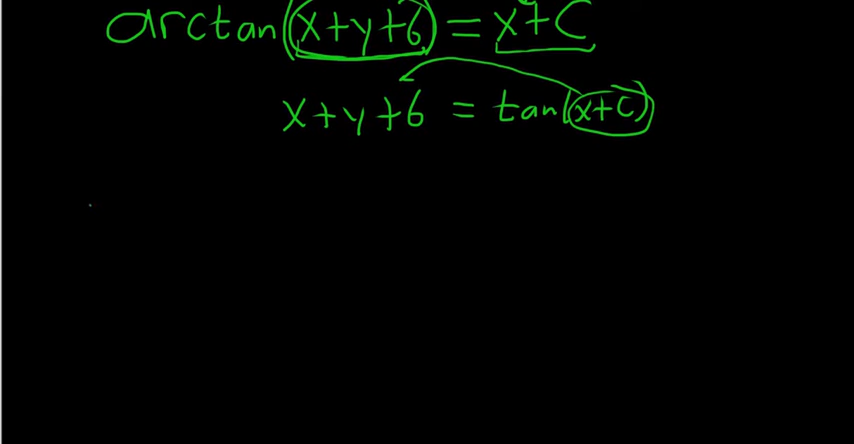 arctan(x+y+6) = x+C
x+y+6 = tan(x+C)